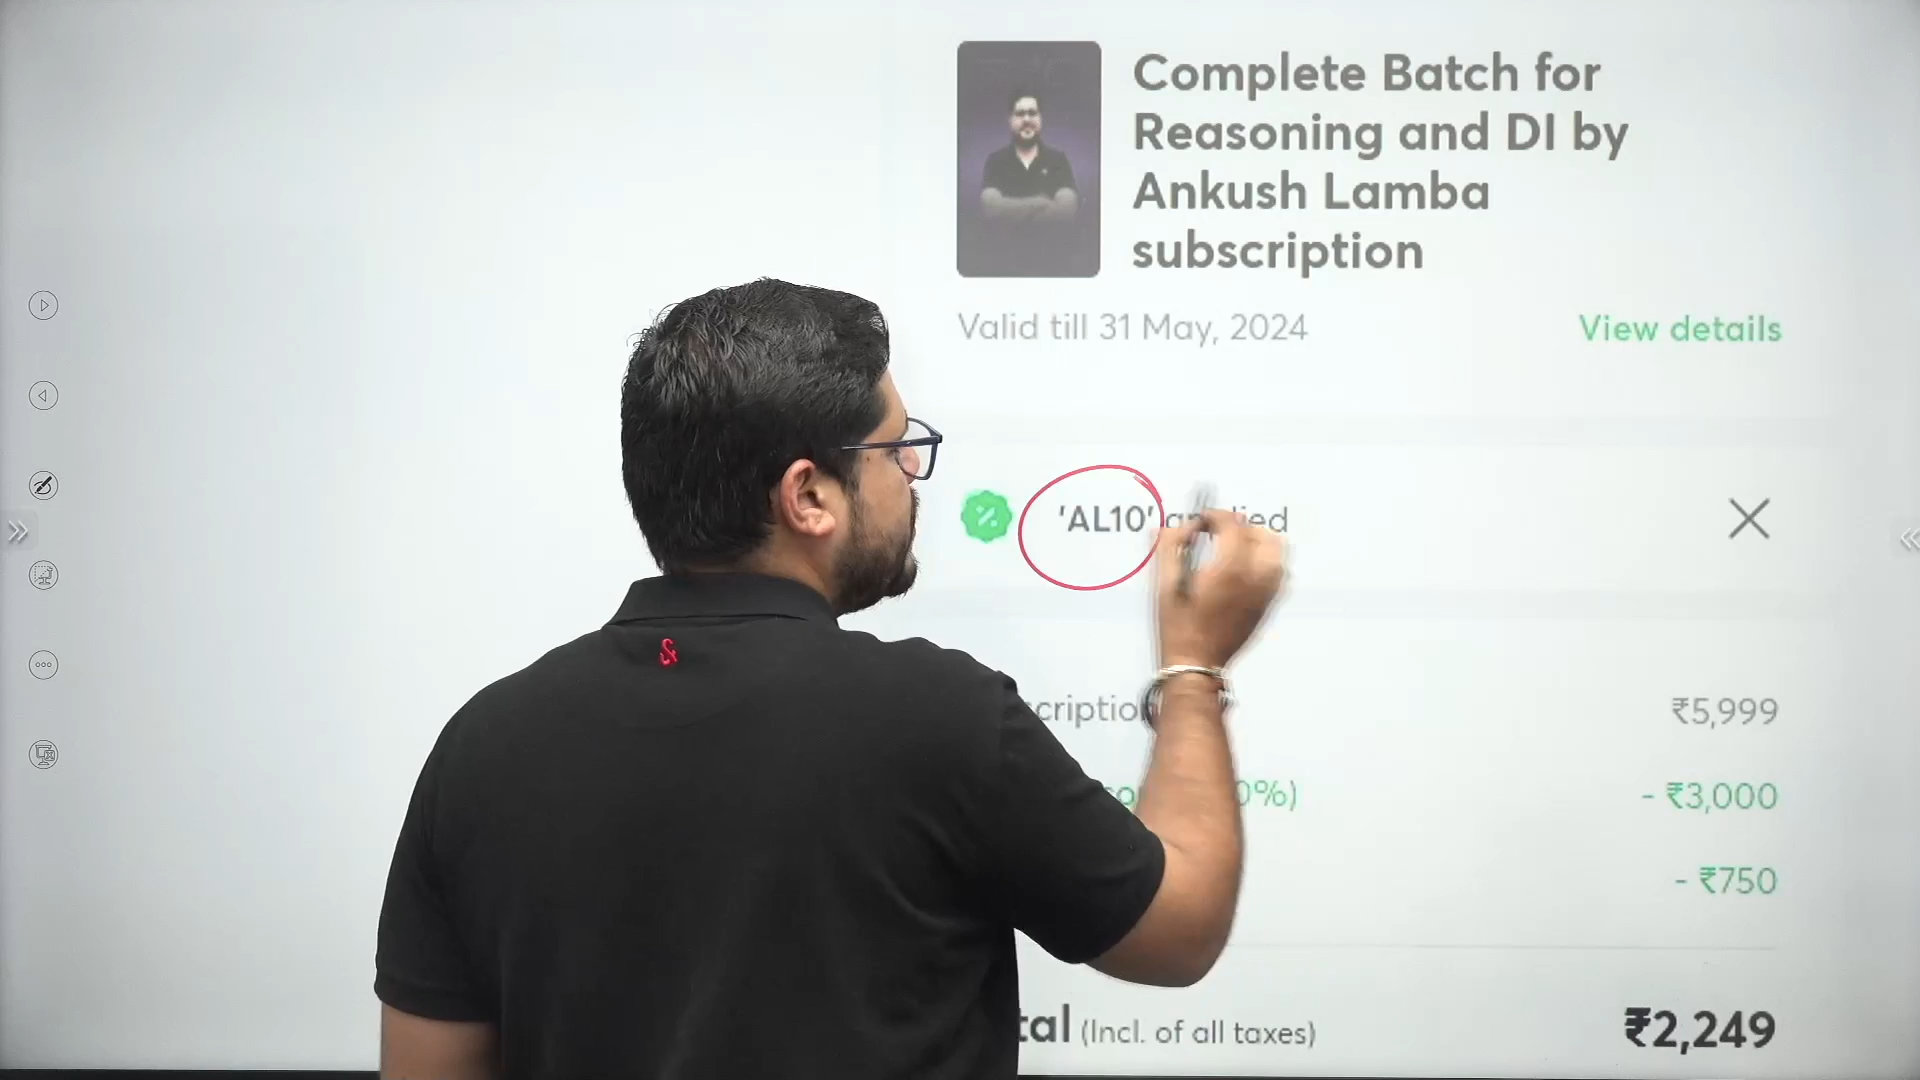 Complete Batch for
Reasoning and DI by
Ankush Lamba
subscription
Valid till 31 May, 2024
View details
'AL10'
₹5,999
0%)
- ₹3,000
- ₹750
(Incl. of all taxes)
₹2,249